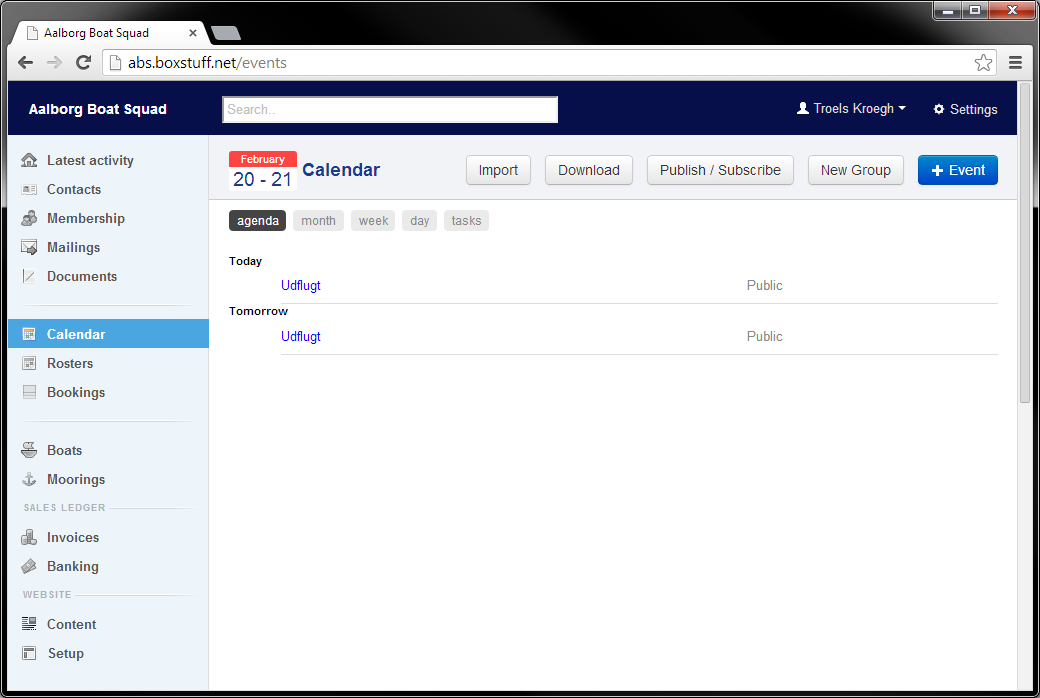 Aalborg Boat Squad
abs.boxstuff.net/events
Aalborg Boat Squad
Search..
Troels Kroegh
Settings
Latest activity
Contacts
Membership
Mailings
Documents
Calendar
Rosters
Bookings
Boats
Moorings
SALES LEDGER
Invoices
Banking
WEBSITE
Content
Setup
February
20 - 21
Calendar
Import
Download
Publish / Subscribe
New Group
+ Event
agenda month week day tasks
Today
Udflugt Public
Tomorrow
Udflugt Public